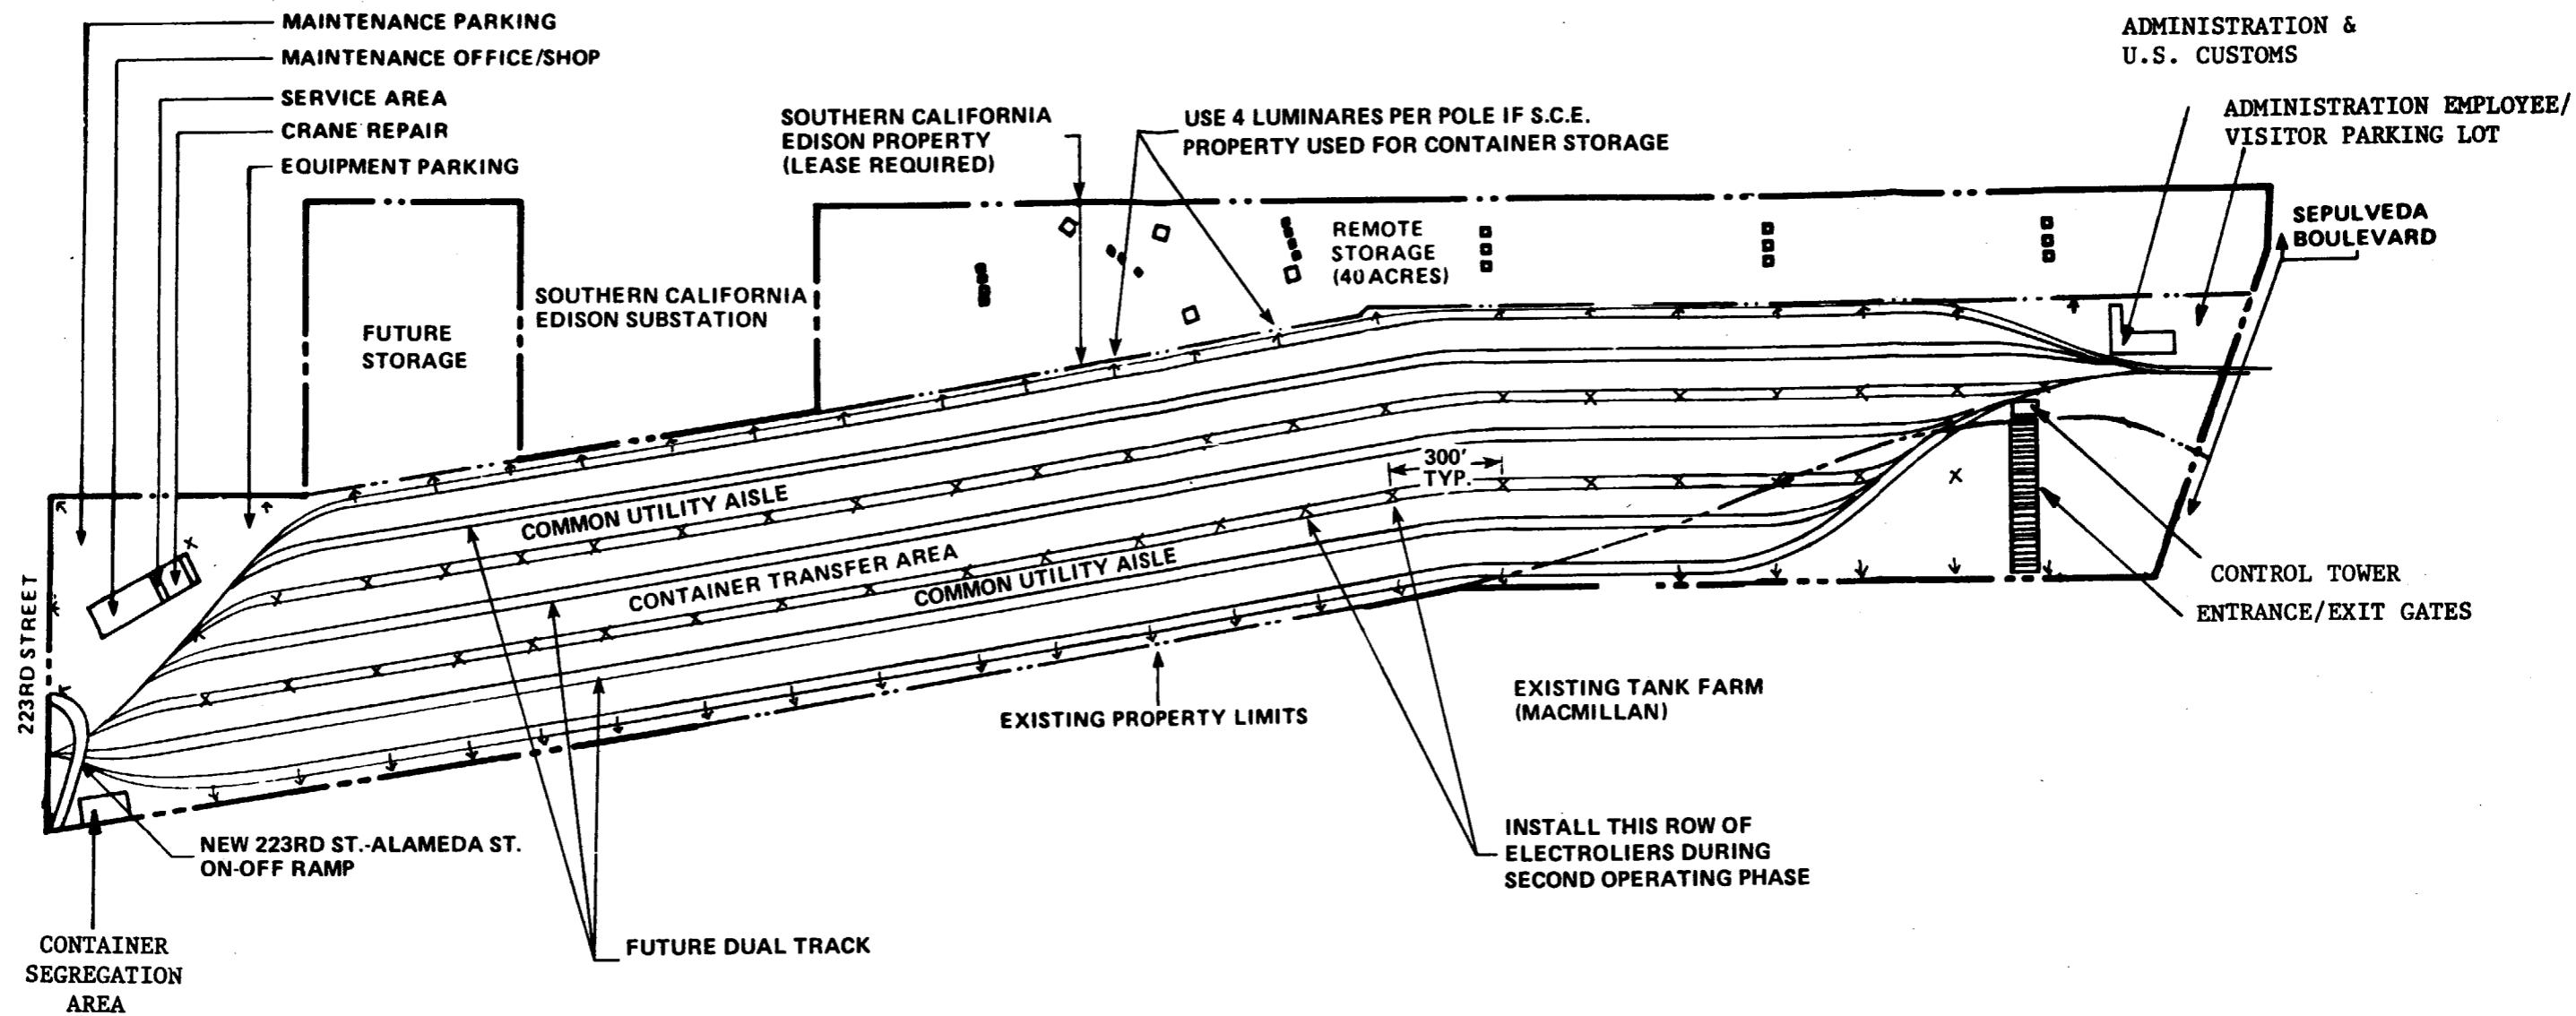 MAINTENANCE PARKING
MAINTENANCE OFFICE/SHOP
SERVICE AREA
CRANE REPAIR
EQUIPMENT PARKING
SOUTHERN CALIFORNIA
EDISON PROPERTY
(LEASE REQUIRED)
USE 4 LUMINARES PER POLE IF S.C.E.
PROPERTY USED FOR CONTAINER STORAGE
ADMINISTRATION &
U.S. CUSTOMS
ADMINISTRATION EMPLOYEE/
VISITOR PARKING LOT
SEPULVEDA
BOULEVARD
REMOTE
STORAGE
(40 ACRES)
SOUTHERN CALIFORNIA
EDISON SUBSTATION
FUTURE
STORAGE
300'
TYP.
COMMON UTILITY AISLE
CONTAINER TRANSFER AREA
COMMON UTILITY AISLE
223RD STREET
CONTROL TOWER
ENTRANCE/EXIT GATES
EXISTING PROPERTY LIMITS
EXISTING TANK FARM
(MACMILLAN)
NEW 223RD ST.-ALAMEDA ST.
ON-OFF RAMP
INSTALL THIS ROW OF
ELECTROLIERS DURING
SECOND OPERATING PHASE
FUTURE DUAL TRACK
CONTAINER
SEGREGATION
AREA